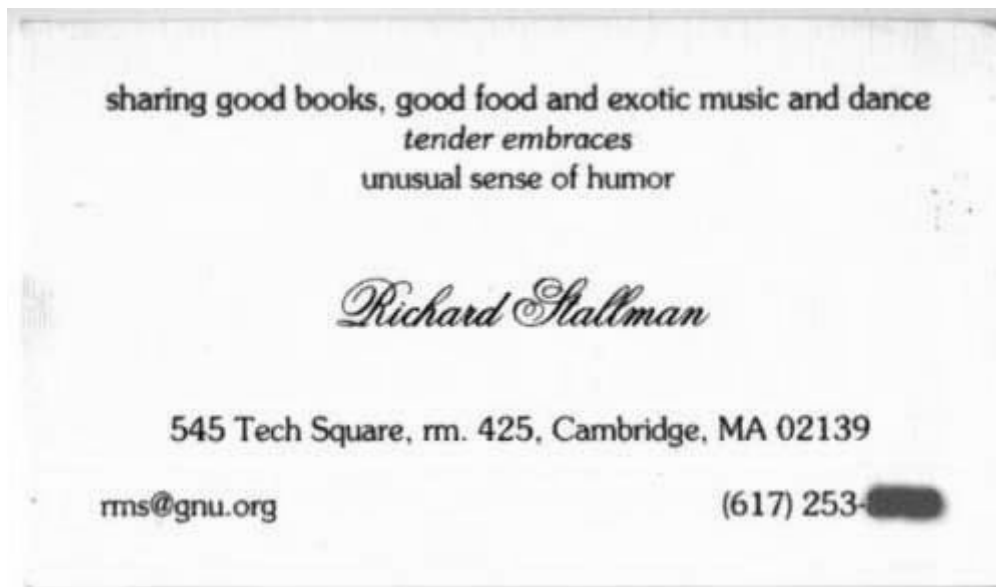 sharing good books, good food and exotic music and dance
tender embraces
unusual sense of humor
Richard Stallman
545 Tech Square, rm. 425, Cambridge, MA 02139
rms@gnu.org
(617) 253-